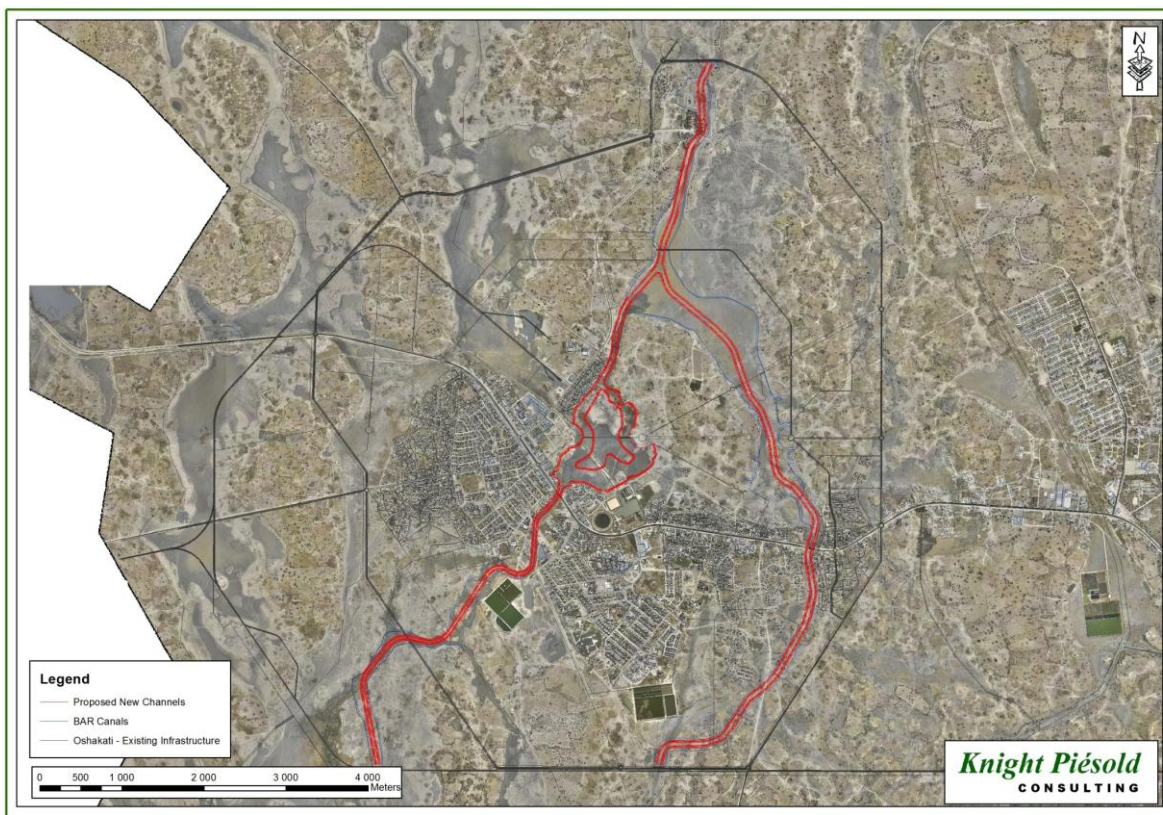 N
Legend
Proposed New Channels
BAR Canals
Oshakati - Existing Infrastructure
0 500 1 000 2 000 3 000 4 000
Meters
Knight Piésold
CONSULTING